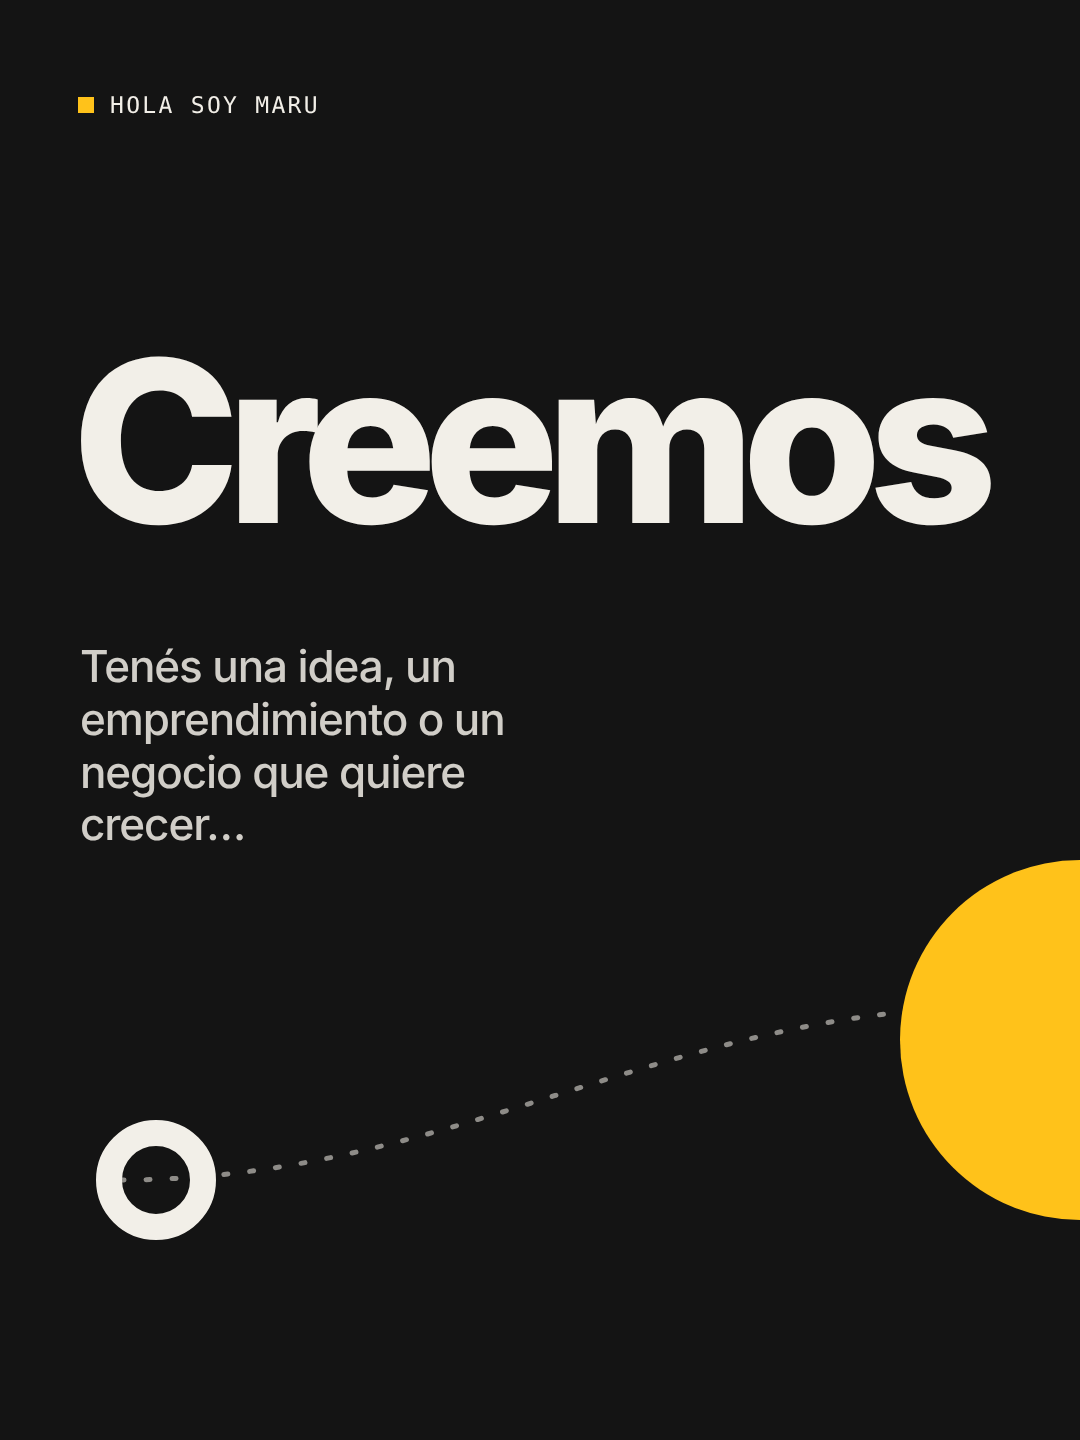 HOLA SOY MARU
Creemos
Tenés una idea, un
emprendimiento o un
negocio que quiere
crecer...